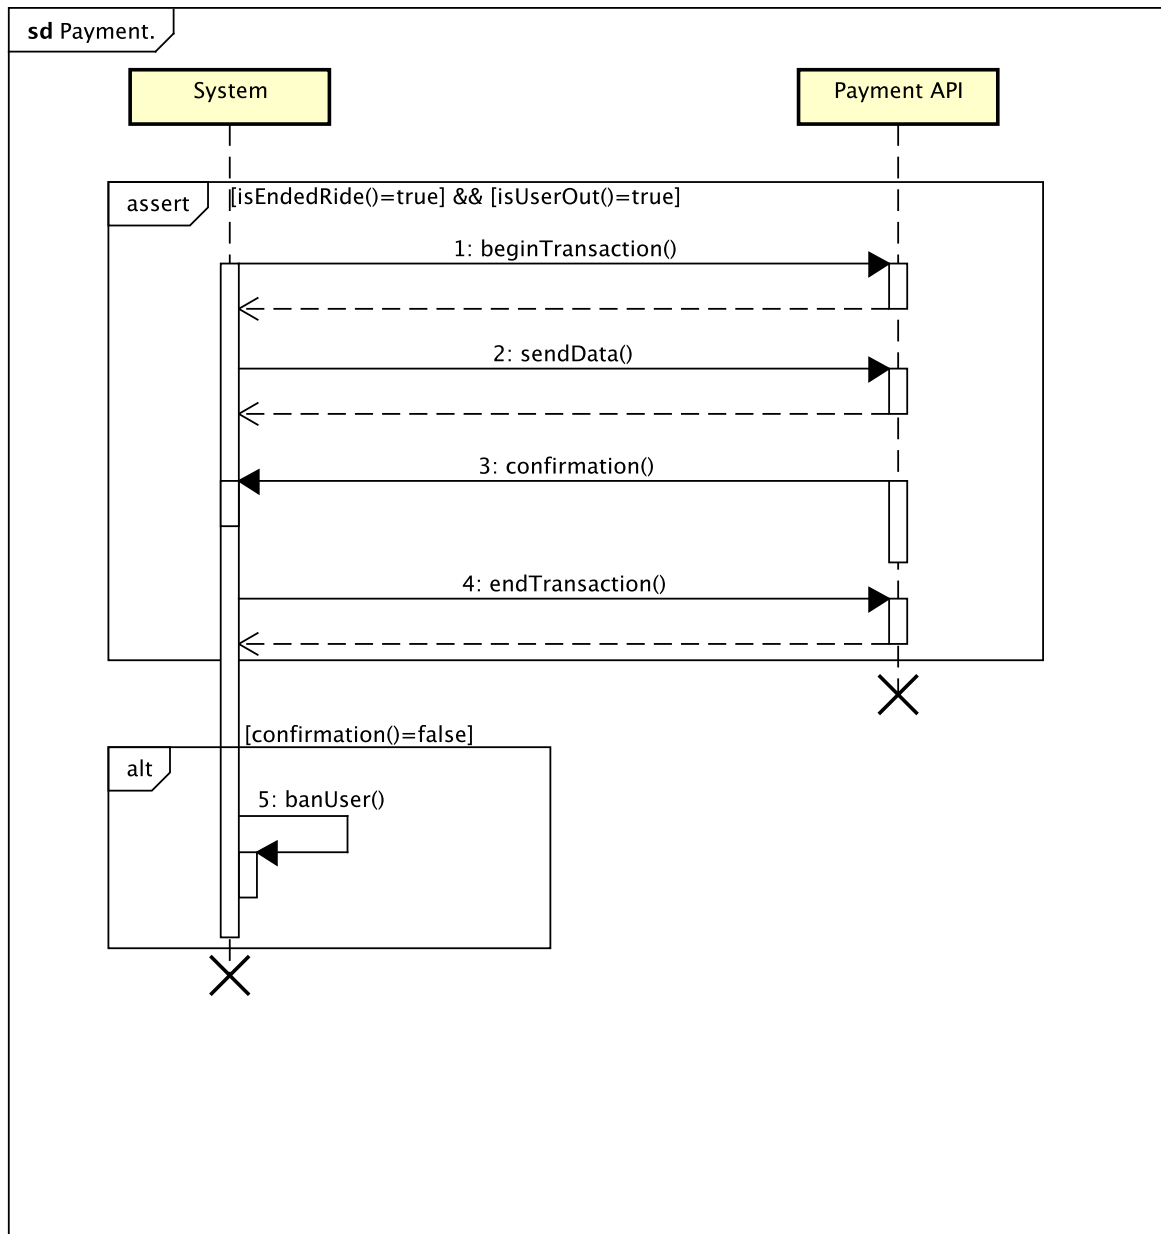 sd Payment.
System
Payment API
assert
[isEndedRide()=true] && [isUserOut()=true]
1: beginTransaction()
2: sendData()
3: confirmation()
4: endTransaction()
[confirmation()=false]
alt
5: banUser()